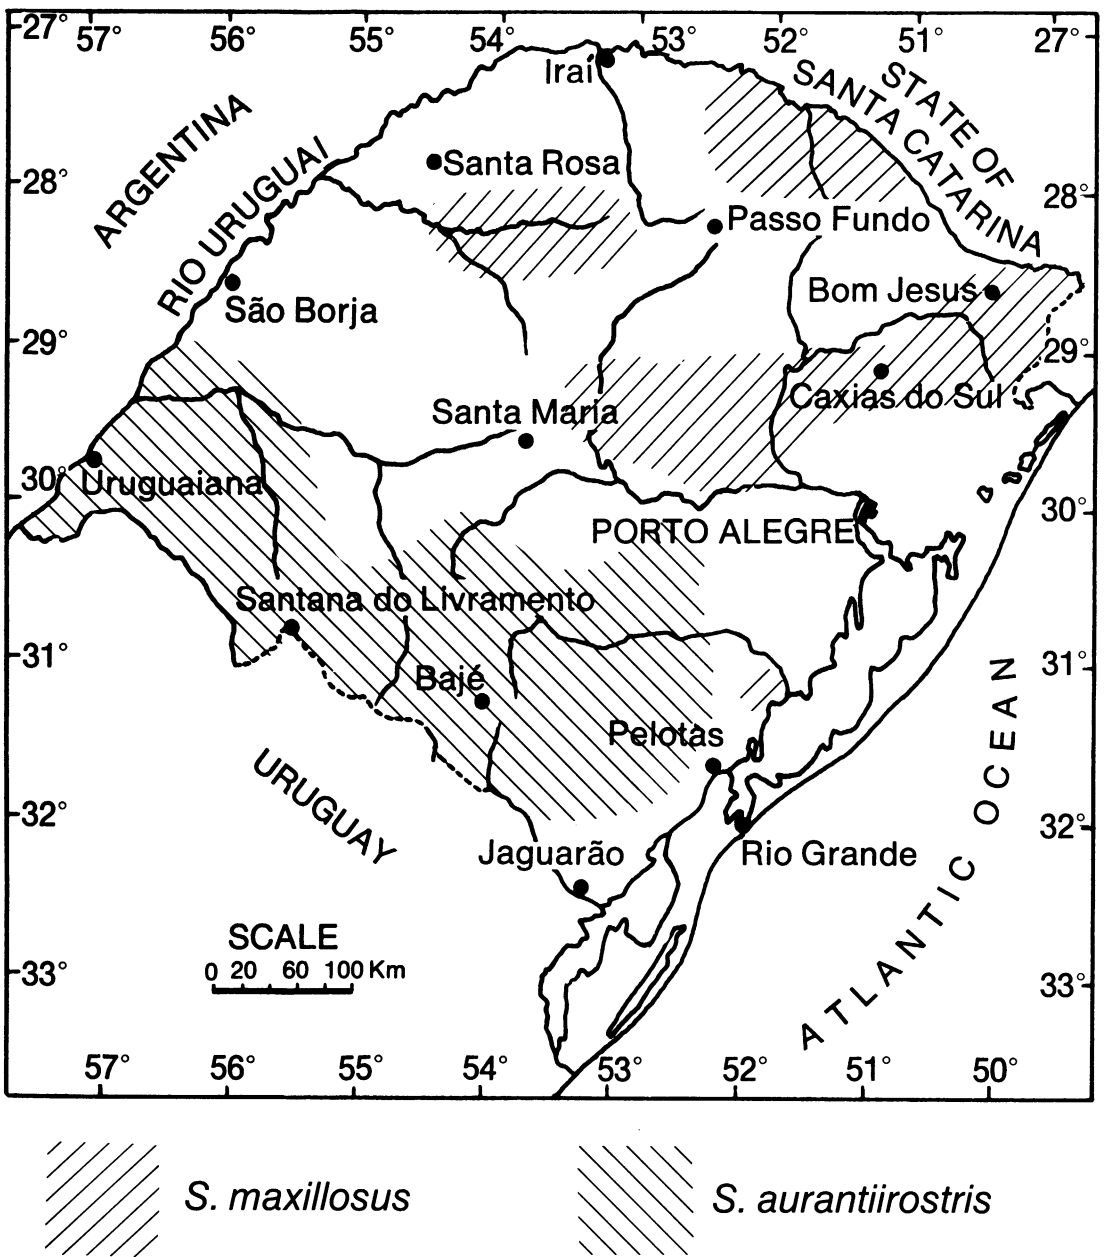 27° 57° 56° 55° 54° 53° 52° 51° 27°
Iraí
STATE OF
SANTA CATARINA
ARGENTINA
RIO URUGUAI
Santa Rosa
28° 28°
Passo Fundo
São Borja
Bom Jesus
29° 29°
Caxias do Sul
Santa Maria
Uruguaiana
30° 30°
PORTO ALEGRE
Santana do Livramento
31° 31°
Bajé
Pelotas
URUGUAY
ATLANTIC OCEAN
32° 32°
Jaguarão
Rio Grande
SCALE
0 20 60 100 Km
33° 33°
57° 56° 55° 54° 53° 52° 51° 50°
S. maxillosus
S. aurantiirostris